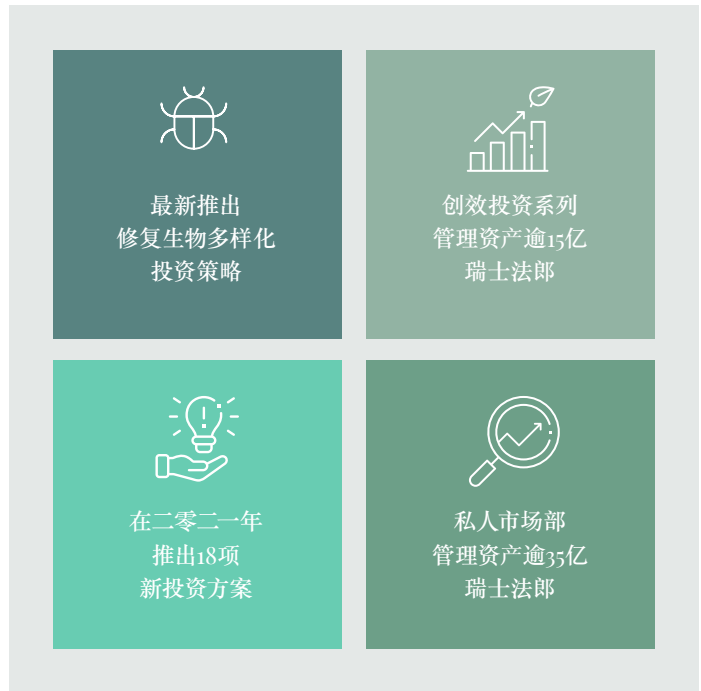 最新推出
修复生物多样化
投资策略
创效投资系列
管理资产逾15亿
瑞士法郎
在二零二一年
推出18项
新投资方案
私人市场部
管理资产逾35亿
瑞士法郎